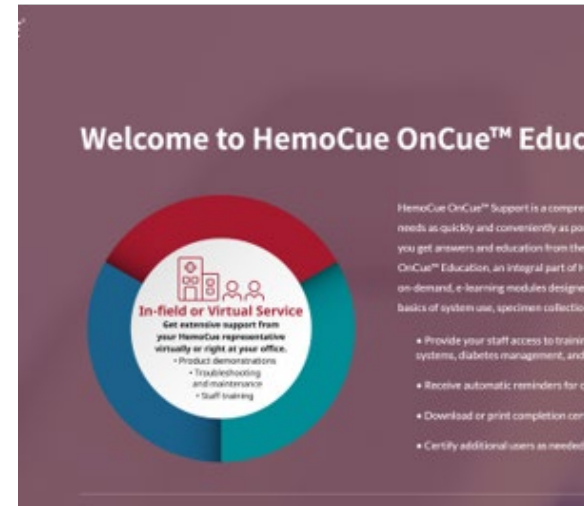 Welcome to HemoCue OnCue™ Educ
In-field or Virtual Service
Get extensive support from
your HemoCue representative
virtually or right at your office.
• Product demonstrations
• Troubleshooting
and maintenance
• Staff training
HemoCue OnCue™ Support is a compre
needs as quickly and conveniently as po
you get answers and education from the
OnCue™ Education, an integral part of H
on-demand, e-learning modules designe
basics of system use, specimen collectio
• Provide your staff access to trainin
systems, diabetes management, and
• Receive automatic reminders for c
• Download or print completion cer
• Certify additional users as needed